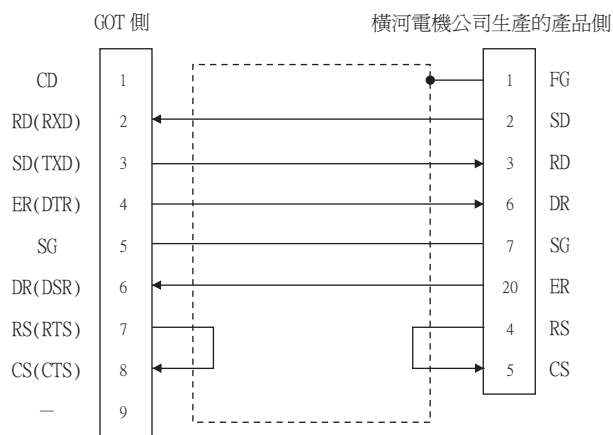 GOT 側 橫河電機公司生產的產品側
CD 1 1 FG
RD(RXD) 2 2 SD
SD(TXD) 3 3 RD
ER(DTR) 4 6 DR
SG 5 7 SG
DR(DSR) 6 20 ER
RS(RTS) 7 4 RS
CS(CTS) 8 5 CS
— 9